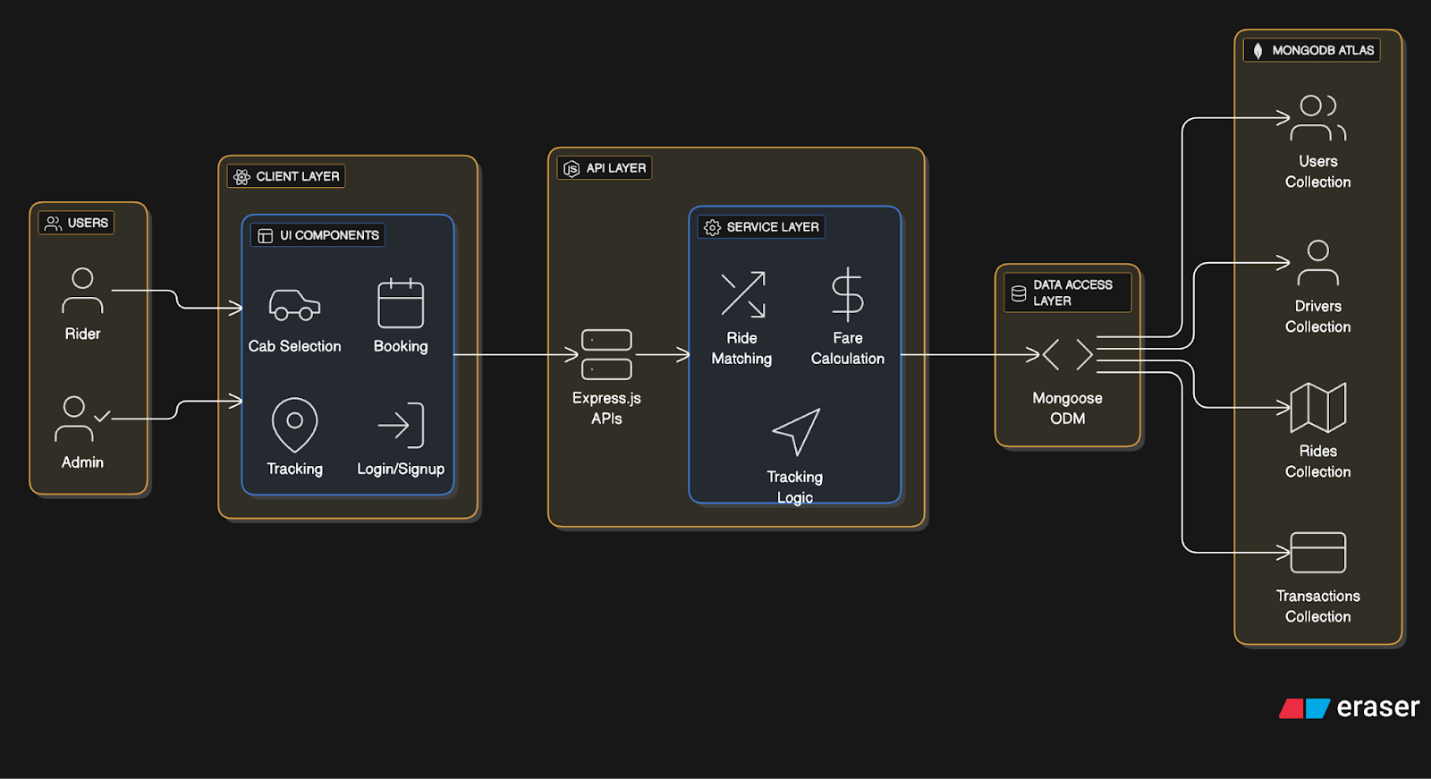 USERS
Rider
Admin
CLIENT LAYER
UI COMPONENTS
Cab Selection
Booking
Tracking
Login/Signup
API LAYER
Express.js
APIs
SERVICE LAYER
Ride
Matching
Fare
Calculation
Tracking
Logic
DATA ACCESS
LAYER
Mongoose
ODM
MONGODB ATLAS
Users
Collection
Drivers
Collection
Rides
Collection
Transactions
Collection
eraser